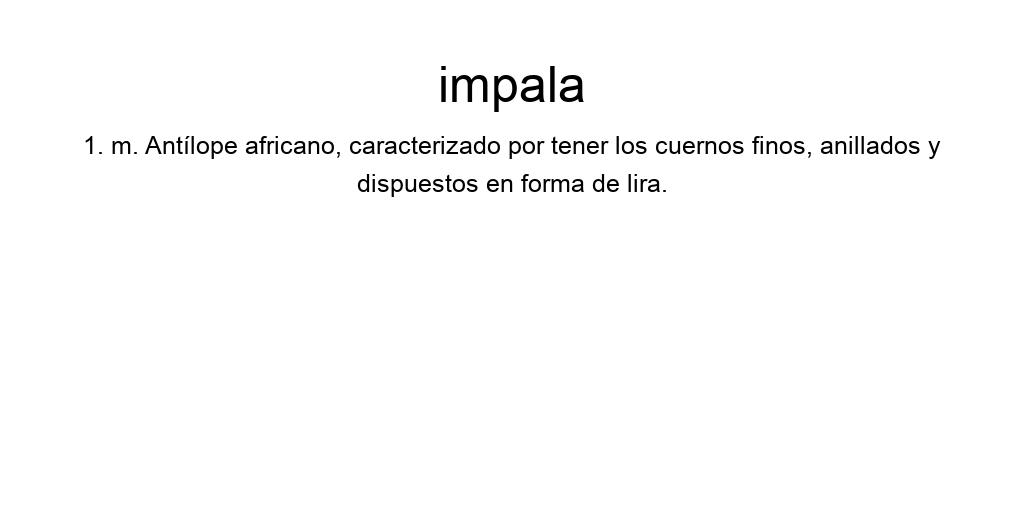 impala
1. m. Antílope africano, caracterizado por tener los cuernos finos, anillados y
dispuestos en forma de lira.